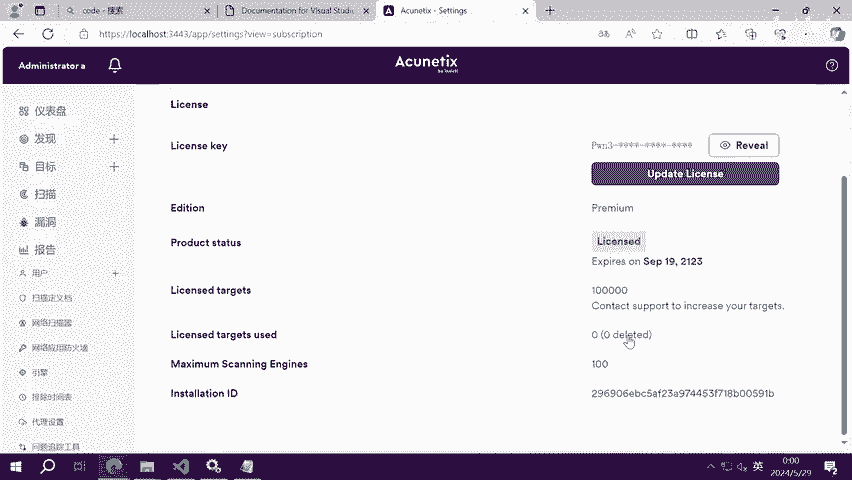 code - 搜索
Documentation for Visual Studi
Acunetix - Settings
https://localhost:3443/app/settings?view=subscription
Administrator a
Acunetix
仪表盘
发现
目标
扫描
漏洞
报告
用户
扫描定义档
网络扫描器
网络应用防火墙
引擎
排除时间表
代理设置
问题追踪工具
License
License key
Pwn3-****-****-****
Reveal
Update License
Edition
Premium
Product status
Licensed
Expires on Sep 19, 2123
Licensed targets
100000
Contact support to increase your targets.
Licensed targets used
0 (0 deleted)
Maximum Scanning Engines
100
Installation ID
296906ebc5af23a974453f718b00591b
英
0:00
2024/5/29